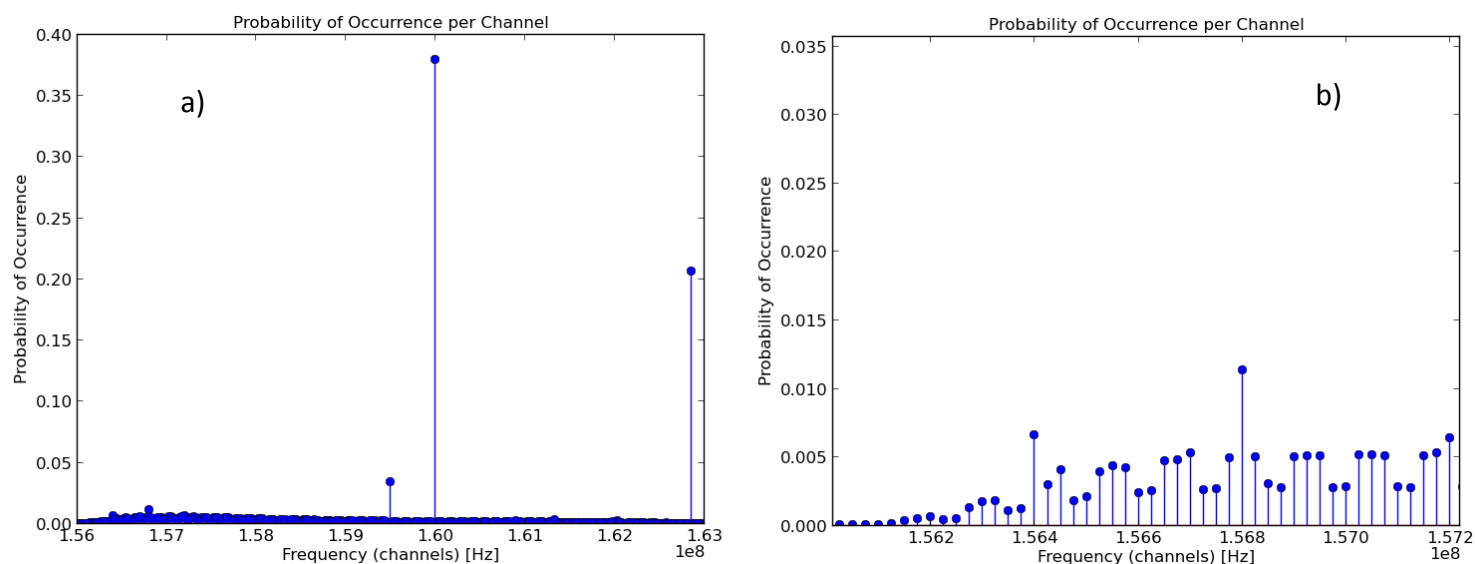 Probability of Occurrence per Channel
a)
Probability of Occurrence
0.40
0.35
0.30
0.25
0.20
0.15
0.10
0.05
0.00
1.56 1.57 1.58 1.59 1.60 1.61 1.62 1.63
1e8
Frequency (channels) [Hz]
Probability of Occurrence per Channel
b)
Probability of Occurrence
0.035
0.030
0.025
0.020
0.015
0.010
0.005
0.000
1.562 1.564 1.566 1.568 1.570 1.572
1e8
Frequency (channels) [Hz]